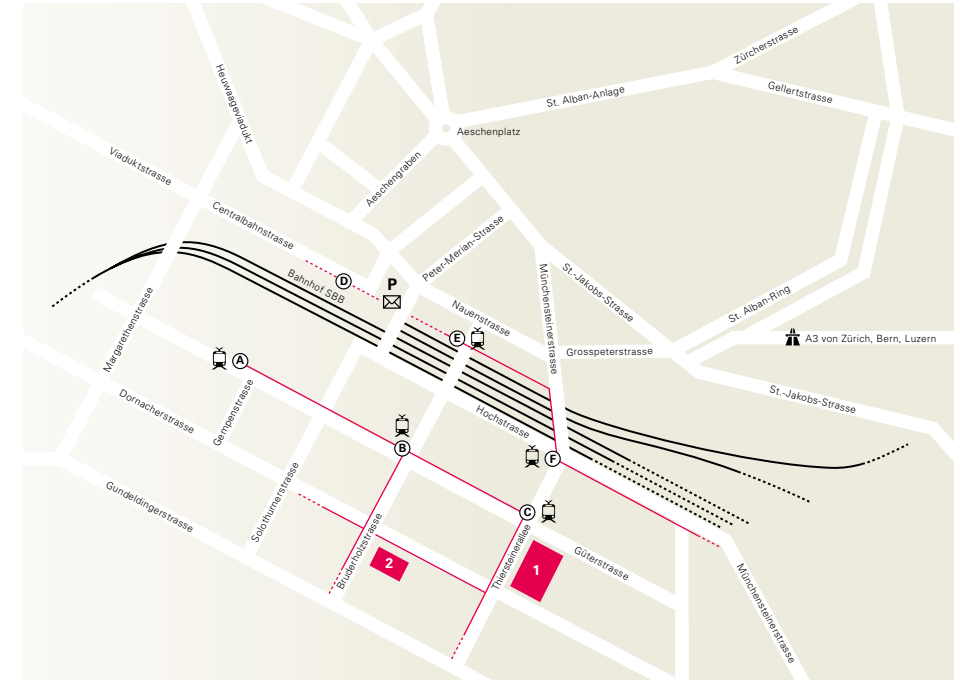 Zürcherstrasse
Heuwaageviadukt
St. Alban-Anlage
Gellertstrasse
Aeschenplatz
Viaduktstrasse
Aeschengraben
Centralbahnstrasse
Peter-Merian-Strasse
D
Bahnhof SBB
P
Münchensteinerstrasse
St.-Jakobs-Strasse
St. Alban-Ring
Margarethenstrasse
Nauenstrasse
E
Grosspeterstrasse
A3 von Zürich, Bern, Luzern
A
Dornacherstrasse
Gempenstrasse
St.-Jakobs-Strasse
Hochstrasse
B
F
Gundeldingerstrasse
Solothurnerstrasse
C
Bruderholzstrasse
2
Thiersteinerallee
1
Güterstrasse
Münchensteinerstrasse